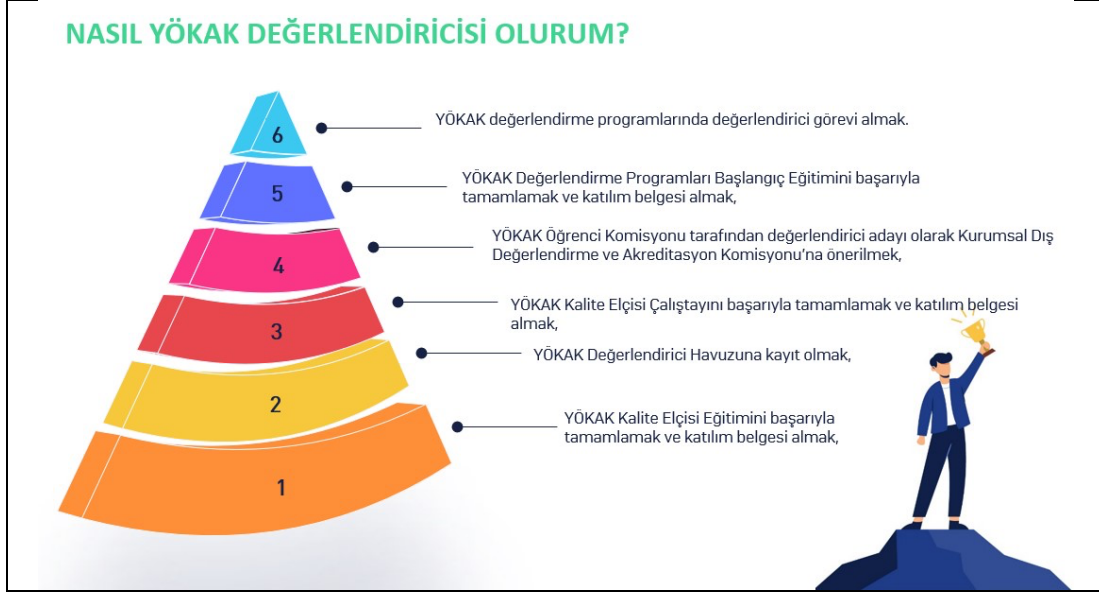 NASIL YÖKAK DEĞERLENDİRİCİSİ OLURUM?
6
YÖKAK değerlendirme programlarında değerlendirici görevi almak.
5
YÖKAK Değerlendirme Programları Başlangıç Eğitimini başarıyla
tamamlamak ve katılım belgesi almak,
4
YÖKAK Öğrenci Komisyonu tarafından değerlendirici adayı olarak Kurumsal Dış
Değerlendirme ve Akreditasyon Komisyonu'na önerilmek,
3
YÖKAK Kalite Elçisi Çalıştayını başarıyla tamamlamak ve katılım belgesi
almak,
2
YÖKAK Değerlendirici Havuzuna kayıt olmak,
1
YÖKAK Kalite Elçisi Eğitimini başarıyla
tamamlamak ve katılım belgesi almak,